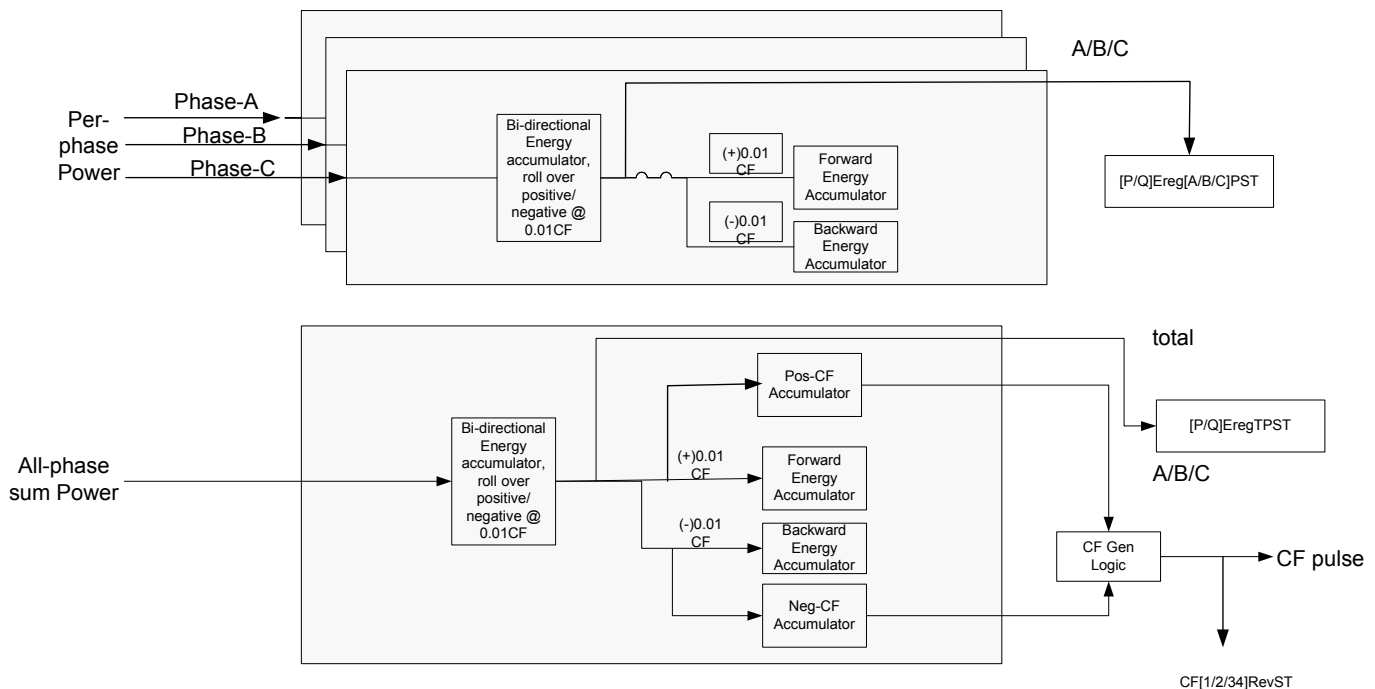 A/B/C
Phase-A
Per-
phase
Power
Phase-B
Phase-C
Bi-directional
Energy
accumulator,
roll over
positive/
negative @
0.01CF
(+)0.01
CF
Forward
Energy
Accumulator
(-)0.01
CF
Backward
Energy
Accumulator
[P/Q]Ereg[A/B/C]PST
total
Pos-CF
Accumulator
[P/Q]EregTPST
A/B/C
All-phase
sum Power
Bi-directional
Energy
accumulator,
roll over
positive/
negative @
0.01CF
(+)0.01
CF
Forward
Energy
Accumulator
(-)0.01
CF
Backward
Energy
Accumulator
Neg-CF
Accumulator
CF Gen
Logic
CF pulse
CF[1/2/34]RevST